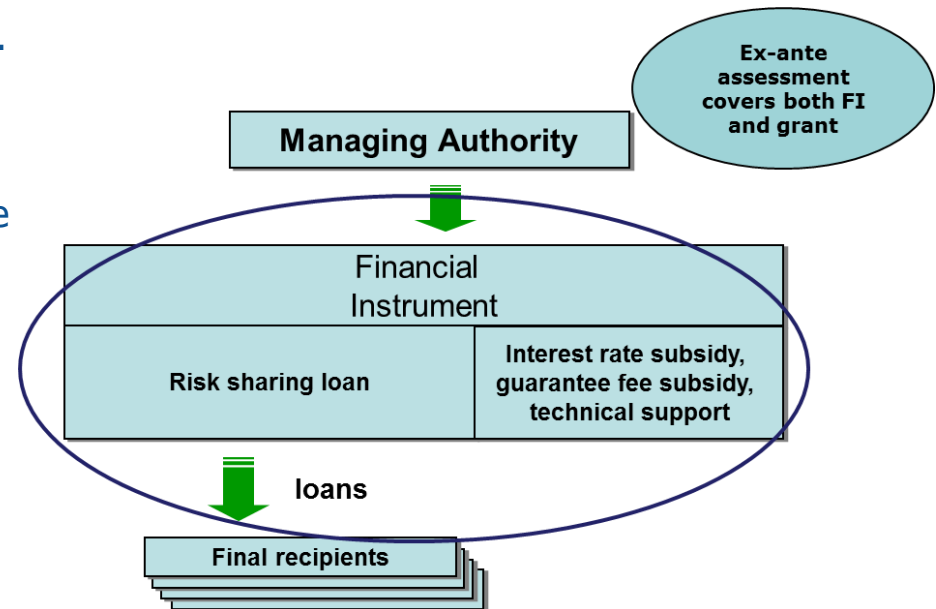 .
Ex-ante
assessment
covers both FI
and grant
Managing Authority
e
Financial
Instrument
Risk sharing loan
Interest rate subsidy,
guarantee fee subsidy,
technical support
loans
Final recipients